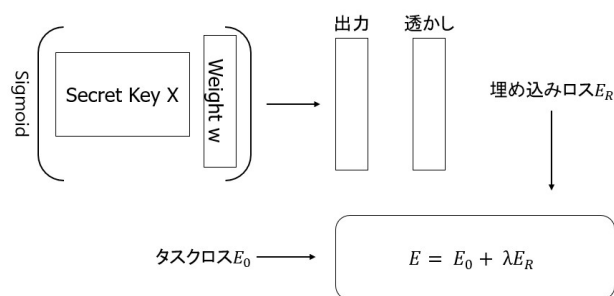 Sigmoid
Secret Key X
Weight w
出力
透かし
埋め込みロスE_R
タスクロスE_0
E = E_0 + λE_R